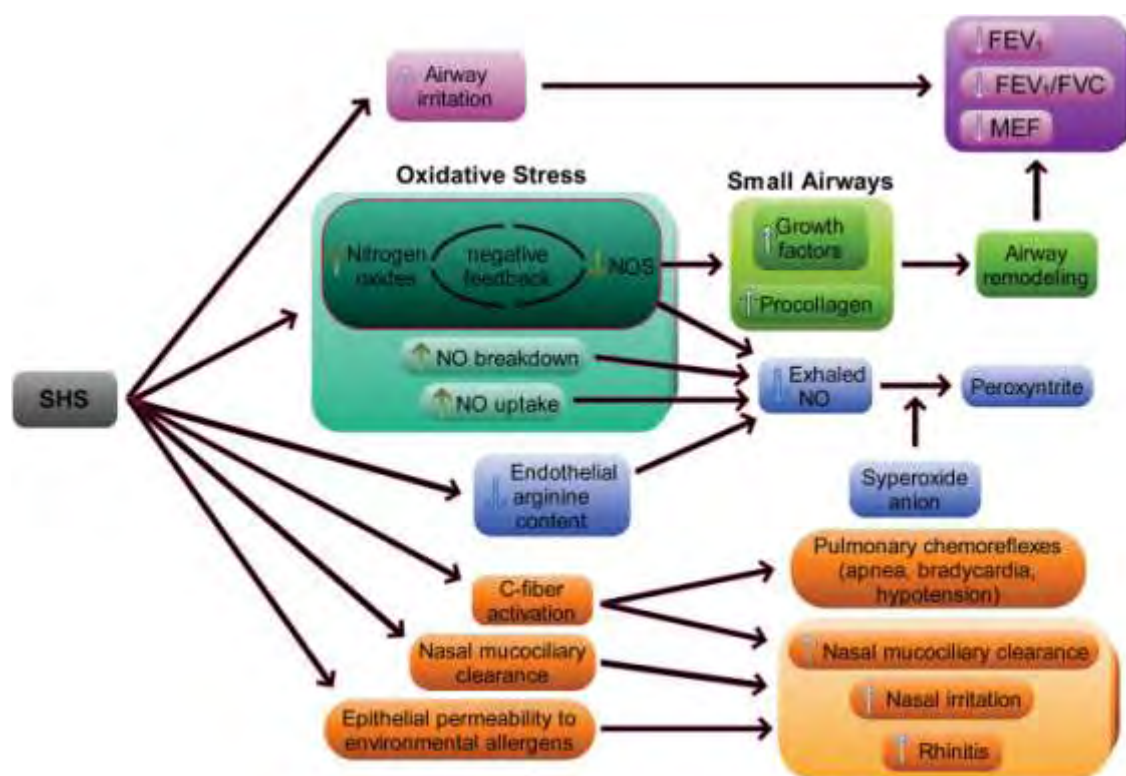 ↓FEV₁
↓FEV₁/FVC
↓MEF
↑Airway
irritation
Oxidative Stress
Small Airways
↑Nitrogen
oxides
negative
feedback
↓NOS
↑Growth
factors
↑Procollagen
Airway
remodeling
↑NO breakdown
↑NO uptake
↓Exhaled
NO
Peroxyntrite
SHS
↓Endothelial
arginine
content
Syperoxide
anion
Pulmonary chemoreflexes
(apnea, bradycardia,
hypotension)
C-fiber
activation
Nasal mucociliary
clearance
↑Nasal mucociliary clearance
↑Nasal irritation
↑Rhinitis
Epithelial permeability to
environmental allergens